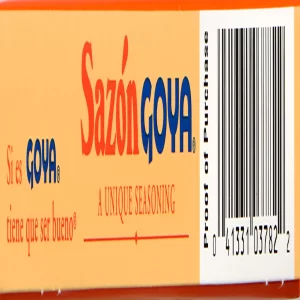 Si es GOYA®
tiene que ser bueno®
Sazón GOYA®
A UNIQUE SEASONING
Proof of Purchase
0 41331 03782 2